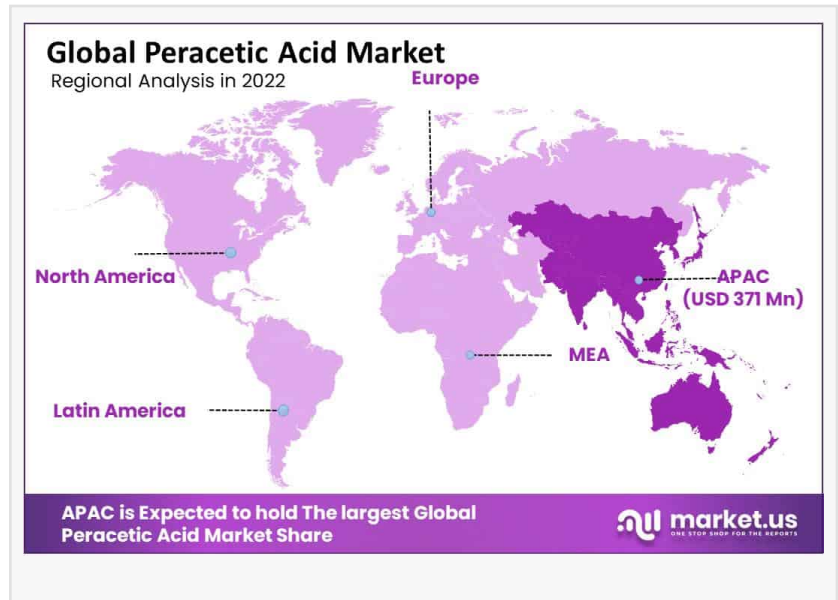 Global Peracetic Acid Market
Regional Analysis in 2022
Europe
North America
APAC
(USD 371 Mn)
MEA
Latin America
APAC is Expected to hold The largest Global
Peracetic Acid Market Share
market.us
ONE STOP SHOP FOR THE REPORTS